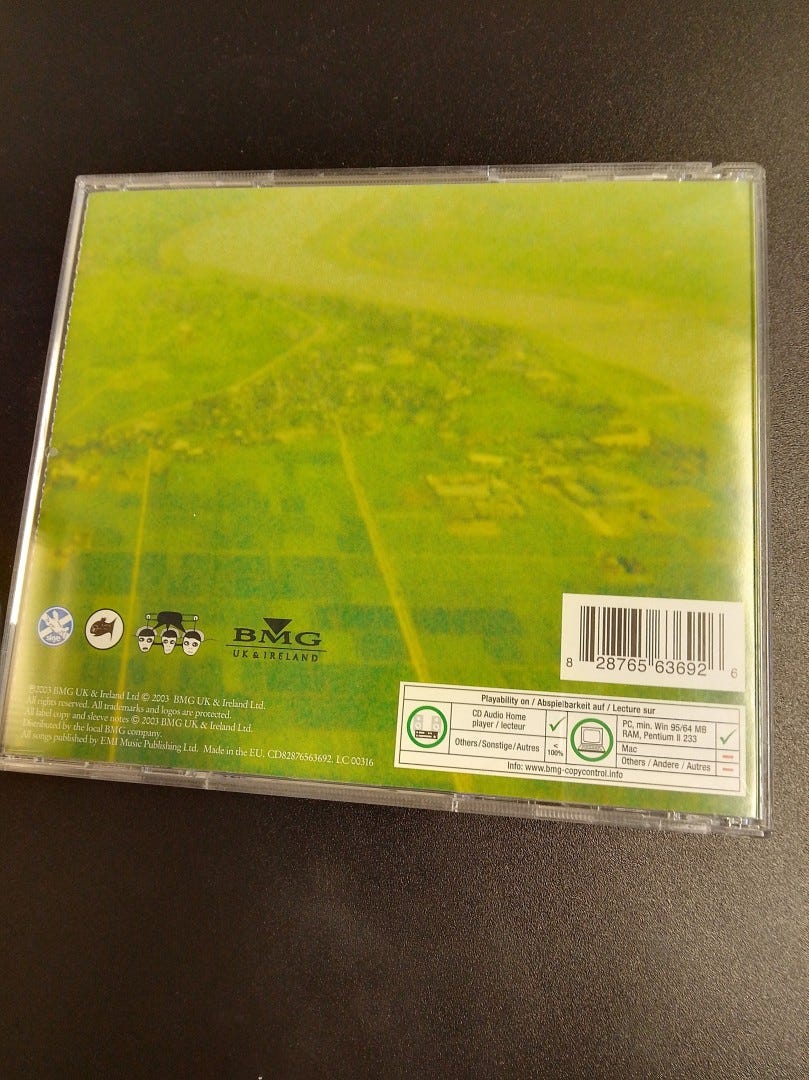 BMG
UK & IRELAND
℗2003 BMG UK & Ireland Ltd © 2003 BMG UK & Ireland Ltd.
All rights reserved. All trademarks and logos are protected.
All label copy and sleeve notes © 2003 BMG UK & Ireland Ltd.
Distributed by the local BMG company.
All songs published by EMI Music Publishing Ltd. Made in the EU. CD82876563692. LC 00316
8 28765 63692 6
Playability on / Abspielbarkeit auf / Lecture sur
CD Audio Home
player / lecteur
Others/Sonstige/Autres
<
100%
PC, min. Win 95/64 MB
RAM, Pentium II 233
Mac
Others / Andere / Autres
Info: www.bmg-copycontrol.info